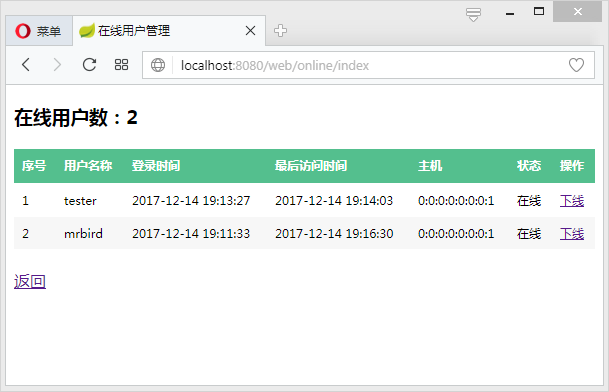 菜单 在线用户管理
localhost:8080/web/online/index
在线用户数：2
序号 用户名称 登录时间 最后访问时间 主机 状态 操作
1 tester 2017-12-14 19:13:27 2017-12-14 19:14:03 0:0:0:0:0:0:0:1 在线 下线
2 mrbird 2017-12-14 19:11:33 2017-12-14 19:16:30 0:0:0:0:0:0:0:1 在线 下线
返回